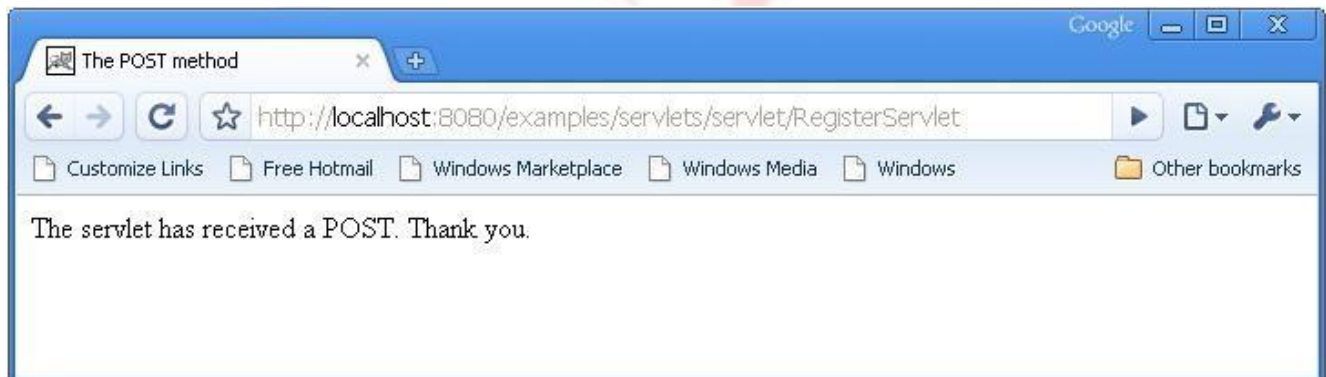 Google
The POST method
http://localhost:8080/examples/servlets/servlet/RegisterServlet
Customize Links Free Hotmail Windows Marketplace Windows Media Windows Other bookmarks
The servlet has received a POST. Thank you.